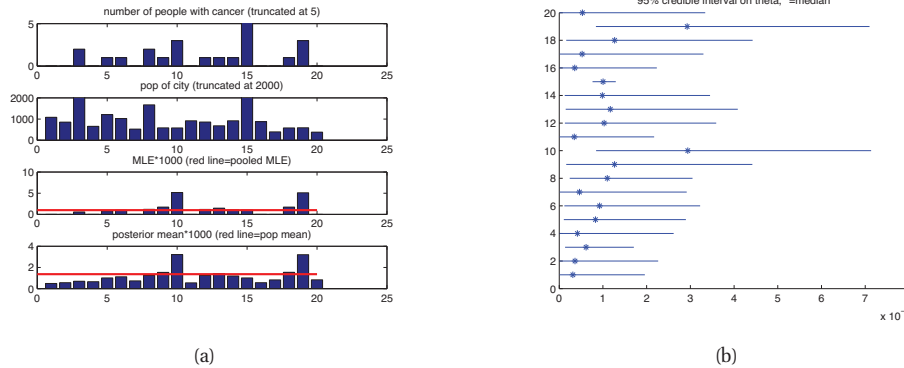 number of people with cancer (truncated at 5)
5
0
0 5 10 15 20 25
pop of city (truncated at 2000)
2000
1000
0
0 5 10 15 20 25
MLE*1000 (red line=pooled MLE)
10
5
0
0 5 10 15 20 25
posterior mean*1000 (red line=pop mean)
4
2
0
0 5 10 15 20 25
(a)
95% credible interval on theta, *=median
20
18
16
14
12
10
8
6
4
2
0
0 1 2 3 4 5 6 7
x 10
(b)